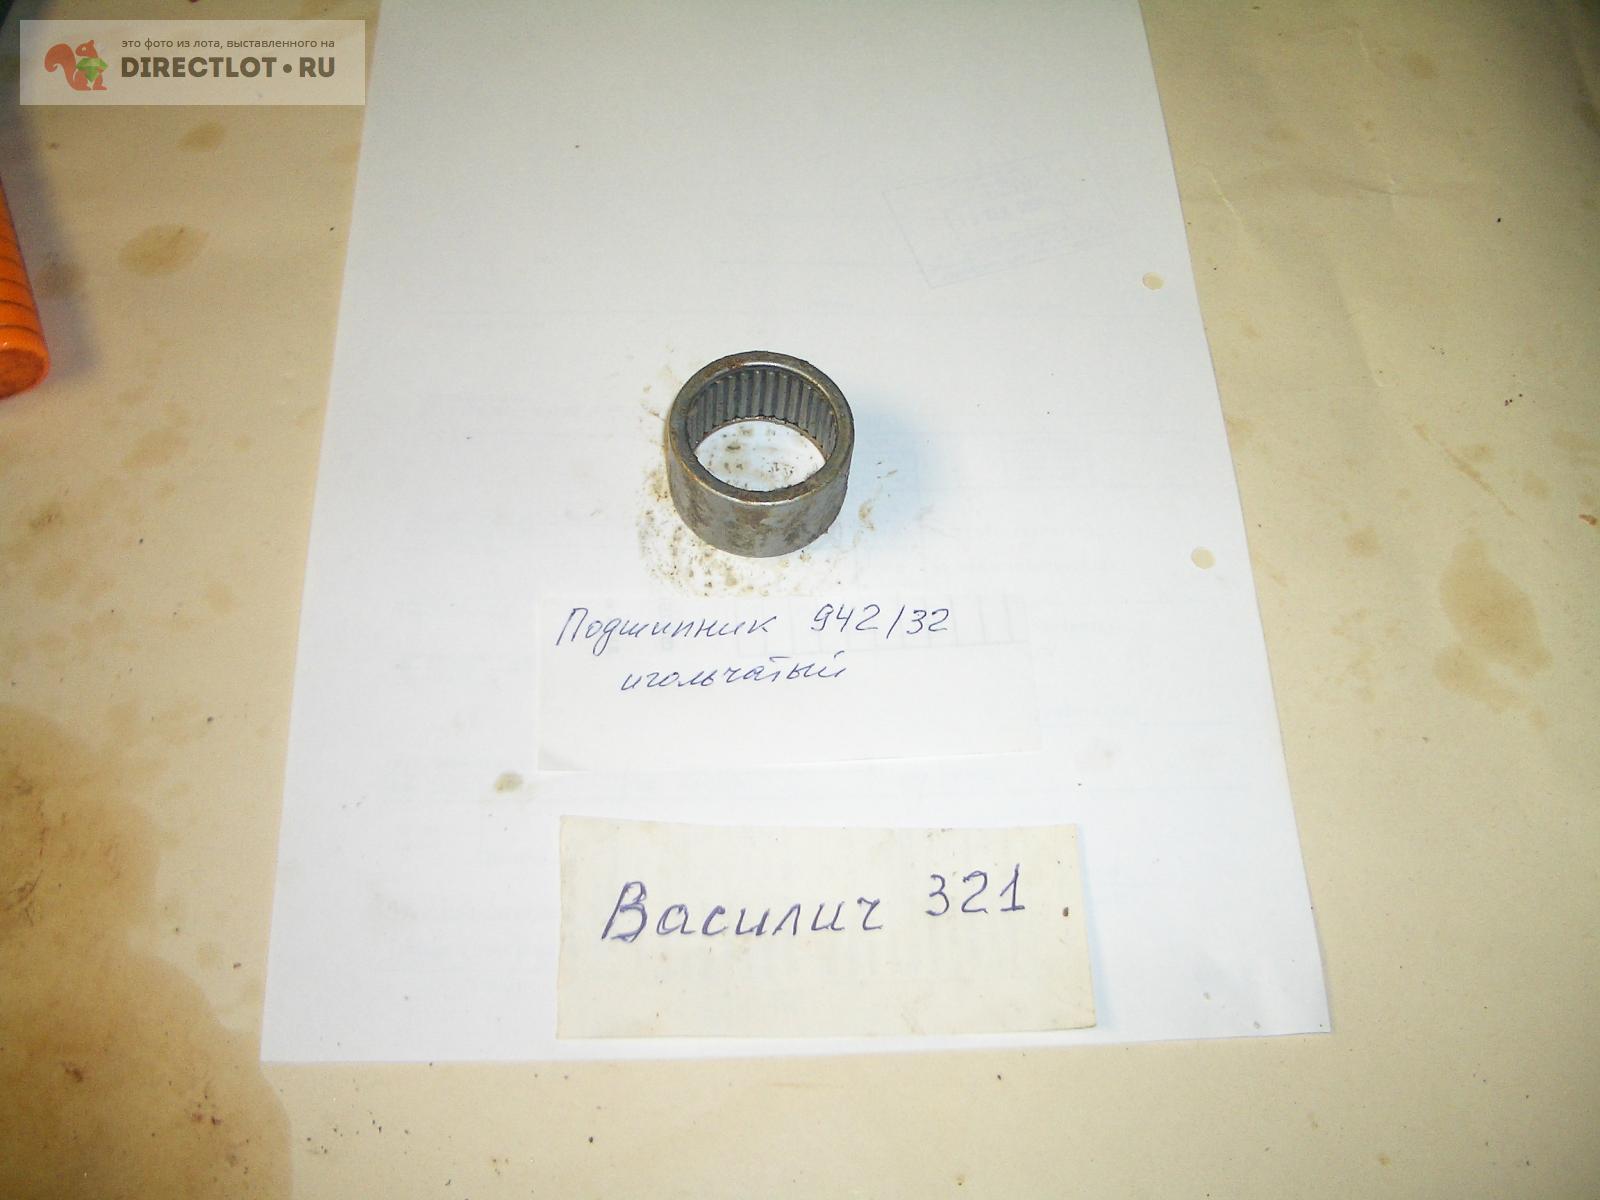 это фото из лота, выставленного на
DIRECTLOT•RU
Подшипник 942/32
игольчатый
Василич 321